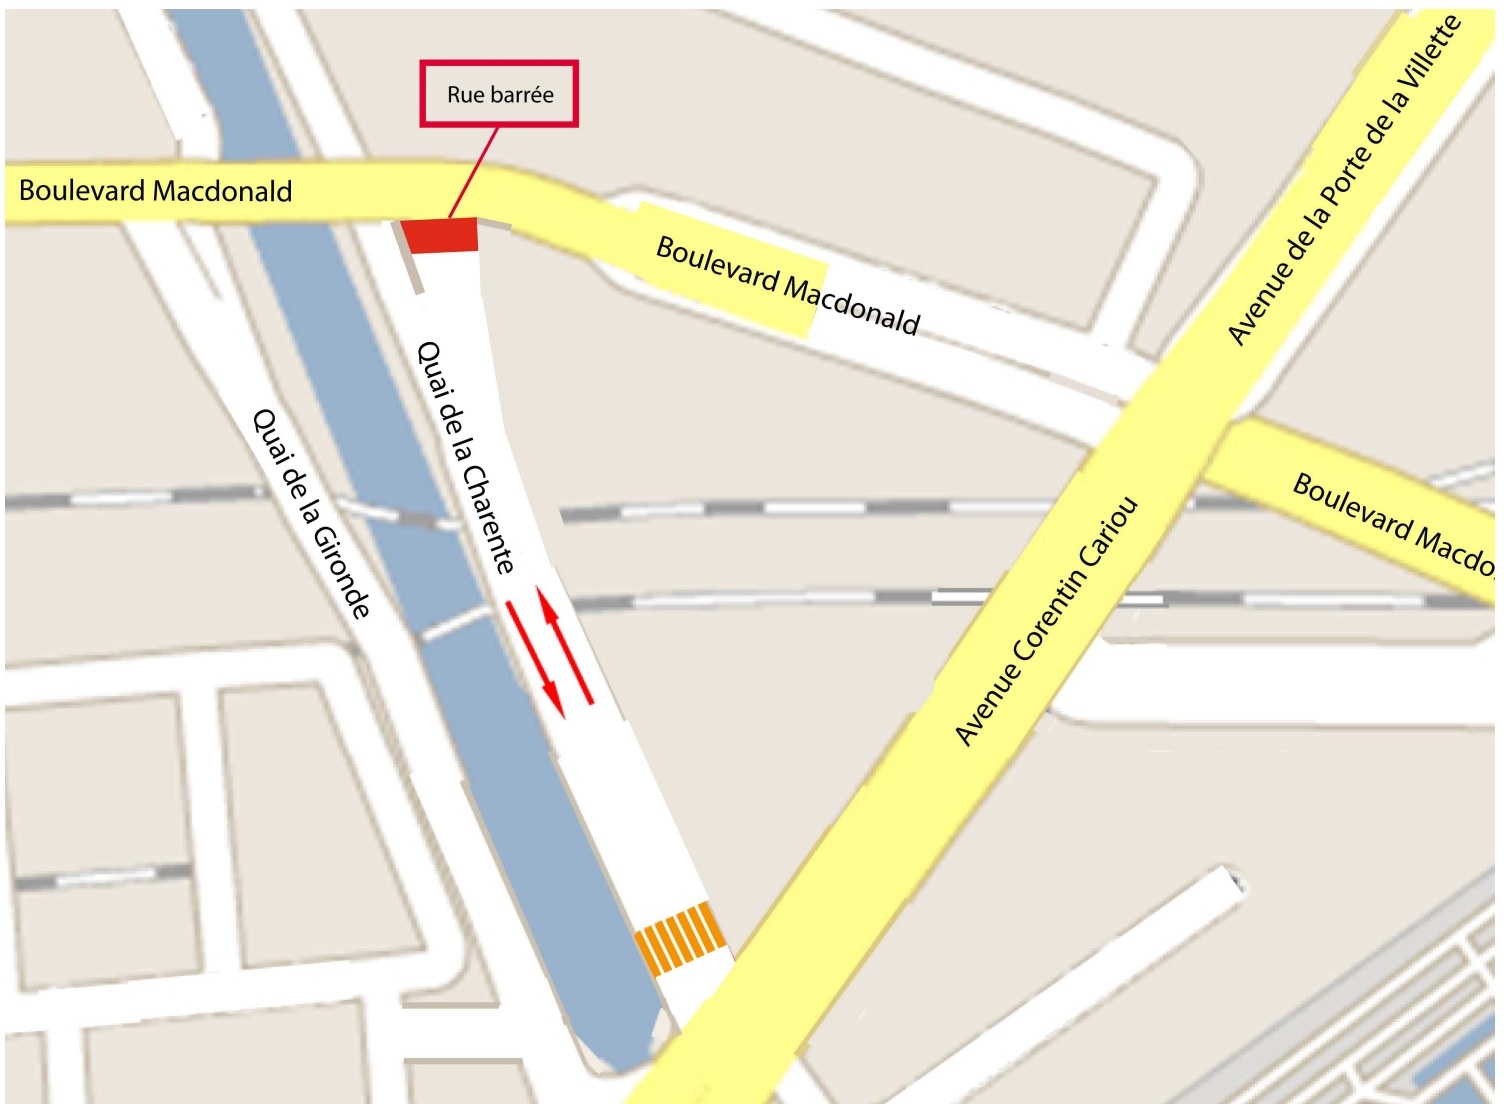 Rue barrée
Boulevard Macdonald
Boulevard Macdonald
Avenue de la Porte de la Villette
Quai de la Charente
Quai de la Gironde
Avenue Corentin Cariou
Boulevard Macdo